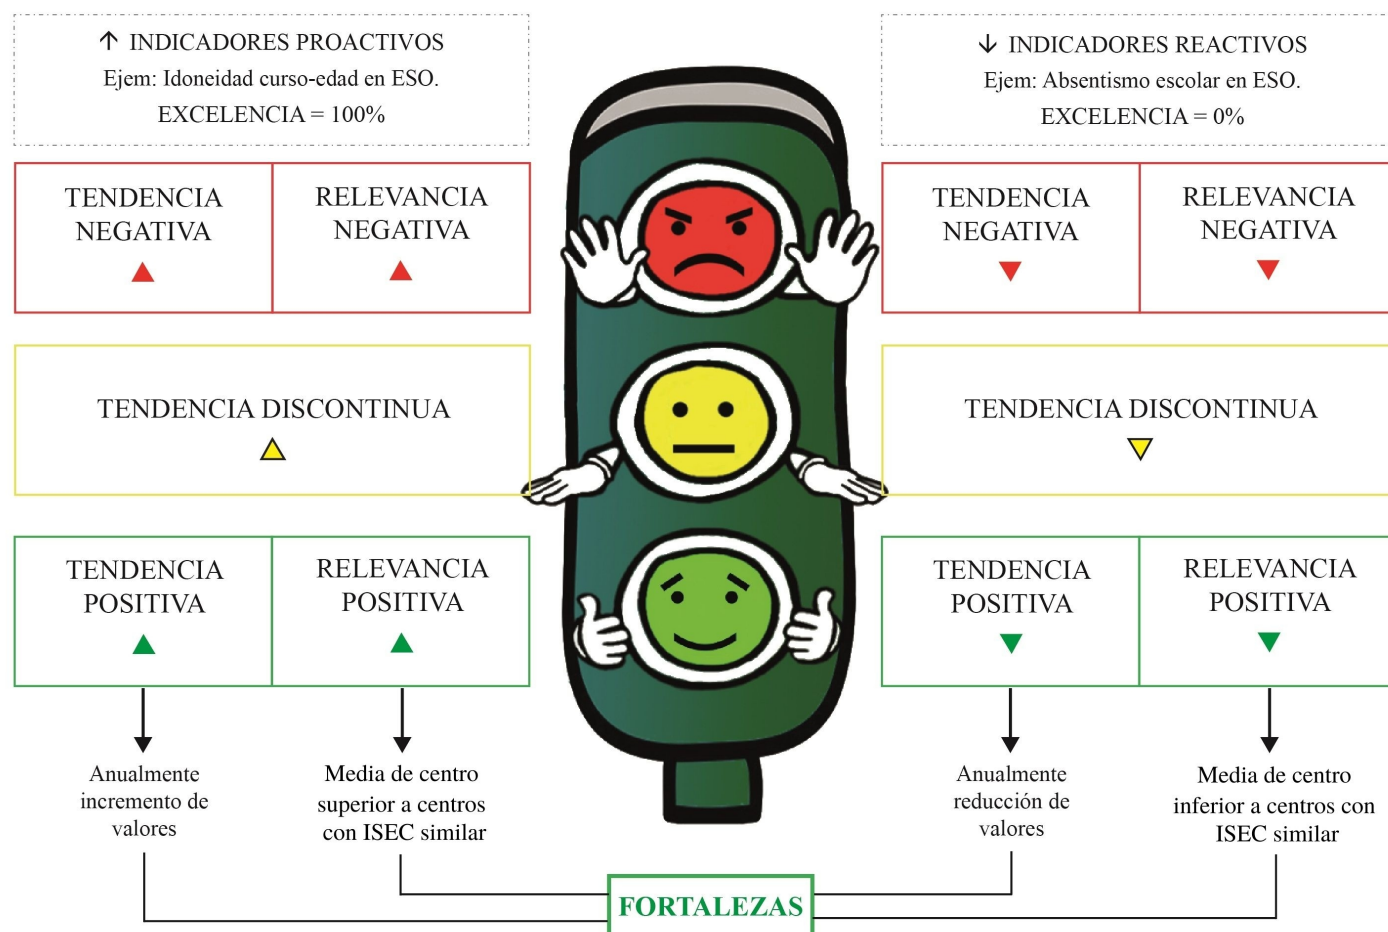 ↑ INDICADORES PROACTIVOS
Ejem: Idoneidad curso-edad en ESO.
EXCELENCIA = 100%
↓ INDICADORES REACTIVOS
Ejem: Absentismo escolar en ESO.
EXCELENCIA = 0%
TENDENCIA
NEGATIVA
RELEVANCIA
NEGATIVA
TENDENCIA
NEGATIVA
RELEVANCIA
NEGATIVA
TENDENCIA DISCONTINUA
TENDENCIA DISCONTINUA
TENDENCIA
POSITIVA
RELEVANCIA
POSITIVA
TENDENCIA
POSITIVA
RELEVANCIA
POSITIVA
Anualmente
incremento de
valores
Media de centro
superior a centros
con ISEC similar
Anualmente
reducción de
valores
Media de centro
inferior a centros con
ISEC similar
FORTALEZAS